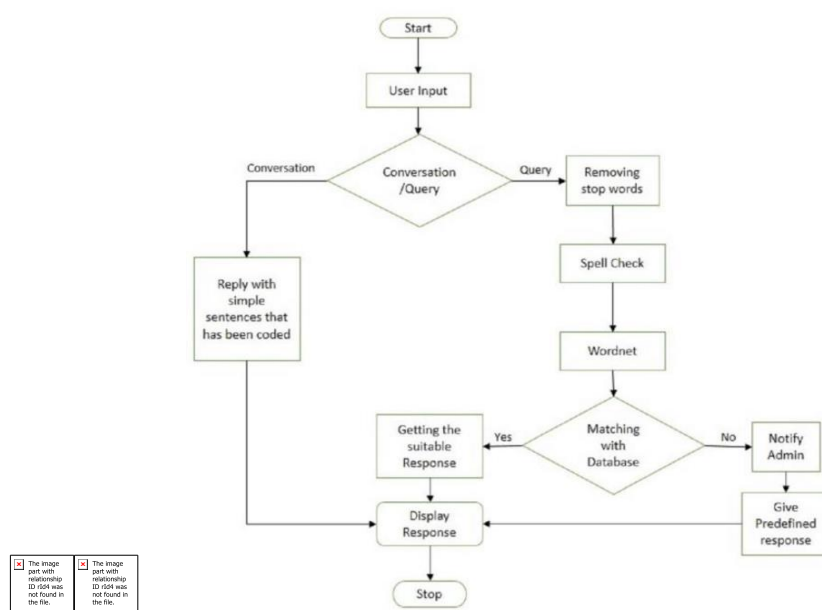 Start
User Input
Conversation
Conversation
/Query
Query
Removing
stop words
Reply with
simple
sentences that
has been coded
Spell Check
Wordnet
Getting the
suitable
Response
Yes
Matching
with
Database
No
Notify
Admin
Display
Response
Give
Predefined
response
Stop
The image
part with
relationship
ID rId4 was
not found in
the file.
The image
part with
relationship
ID rId4 was
not found in
the file.